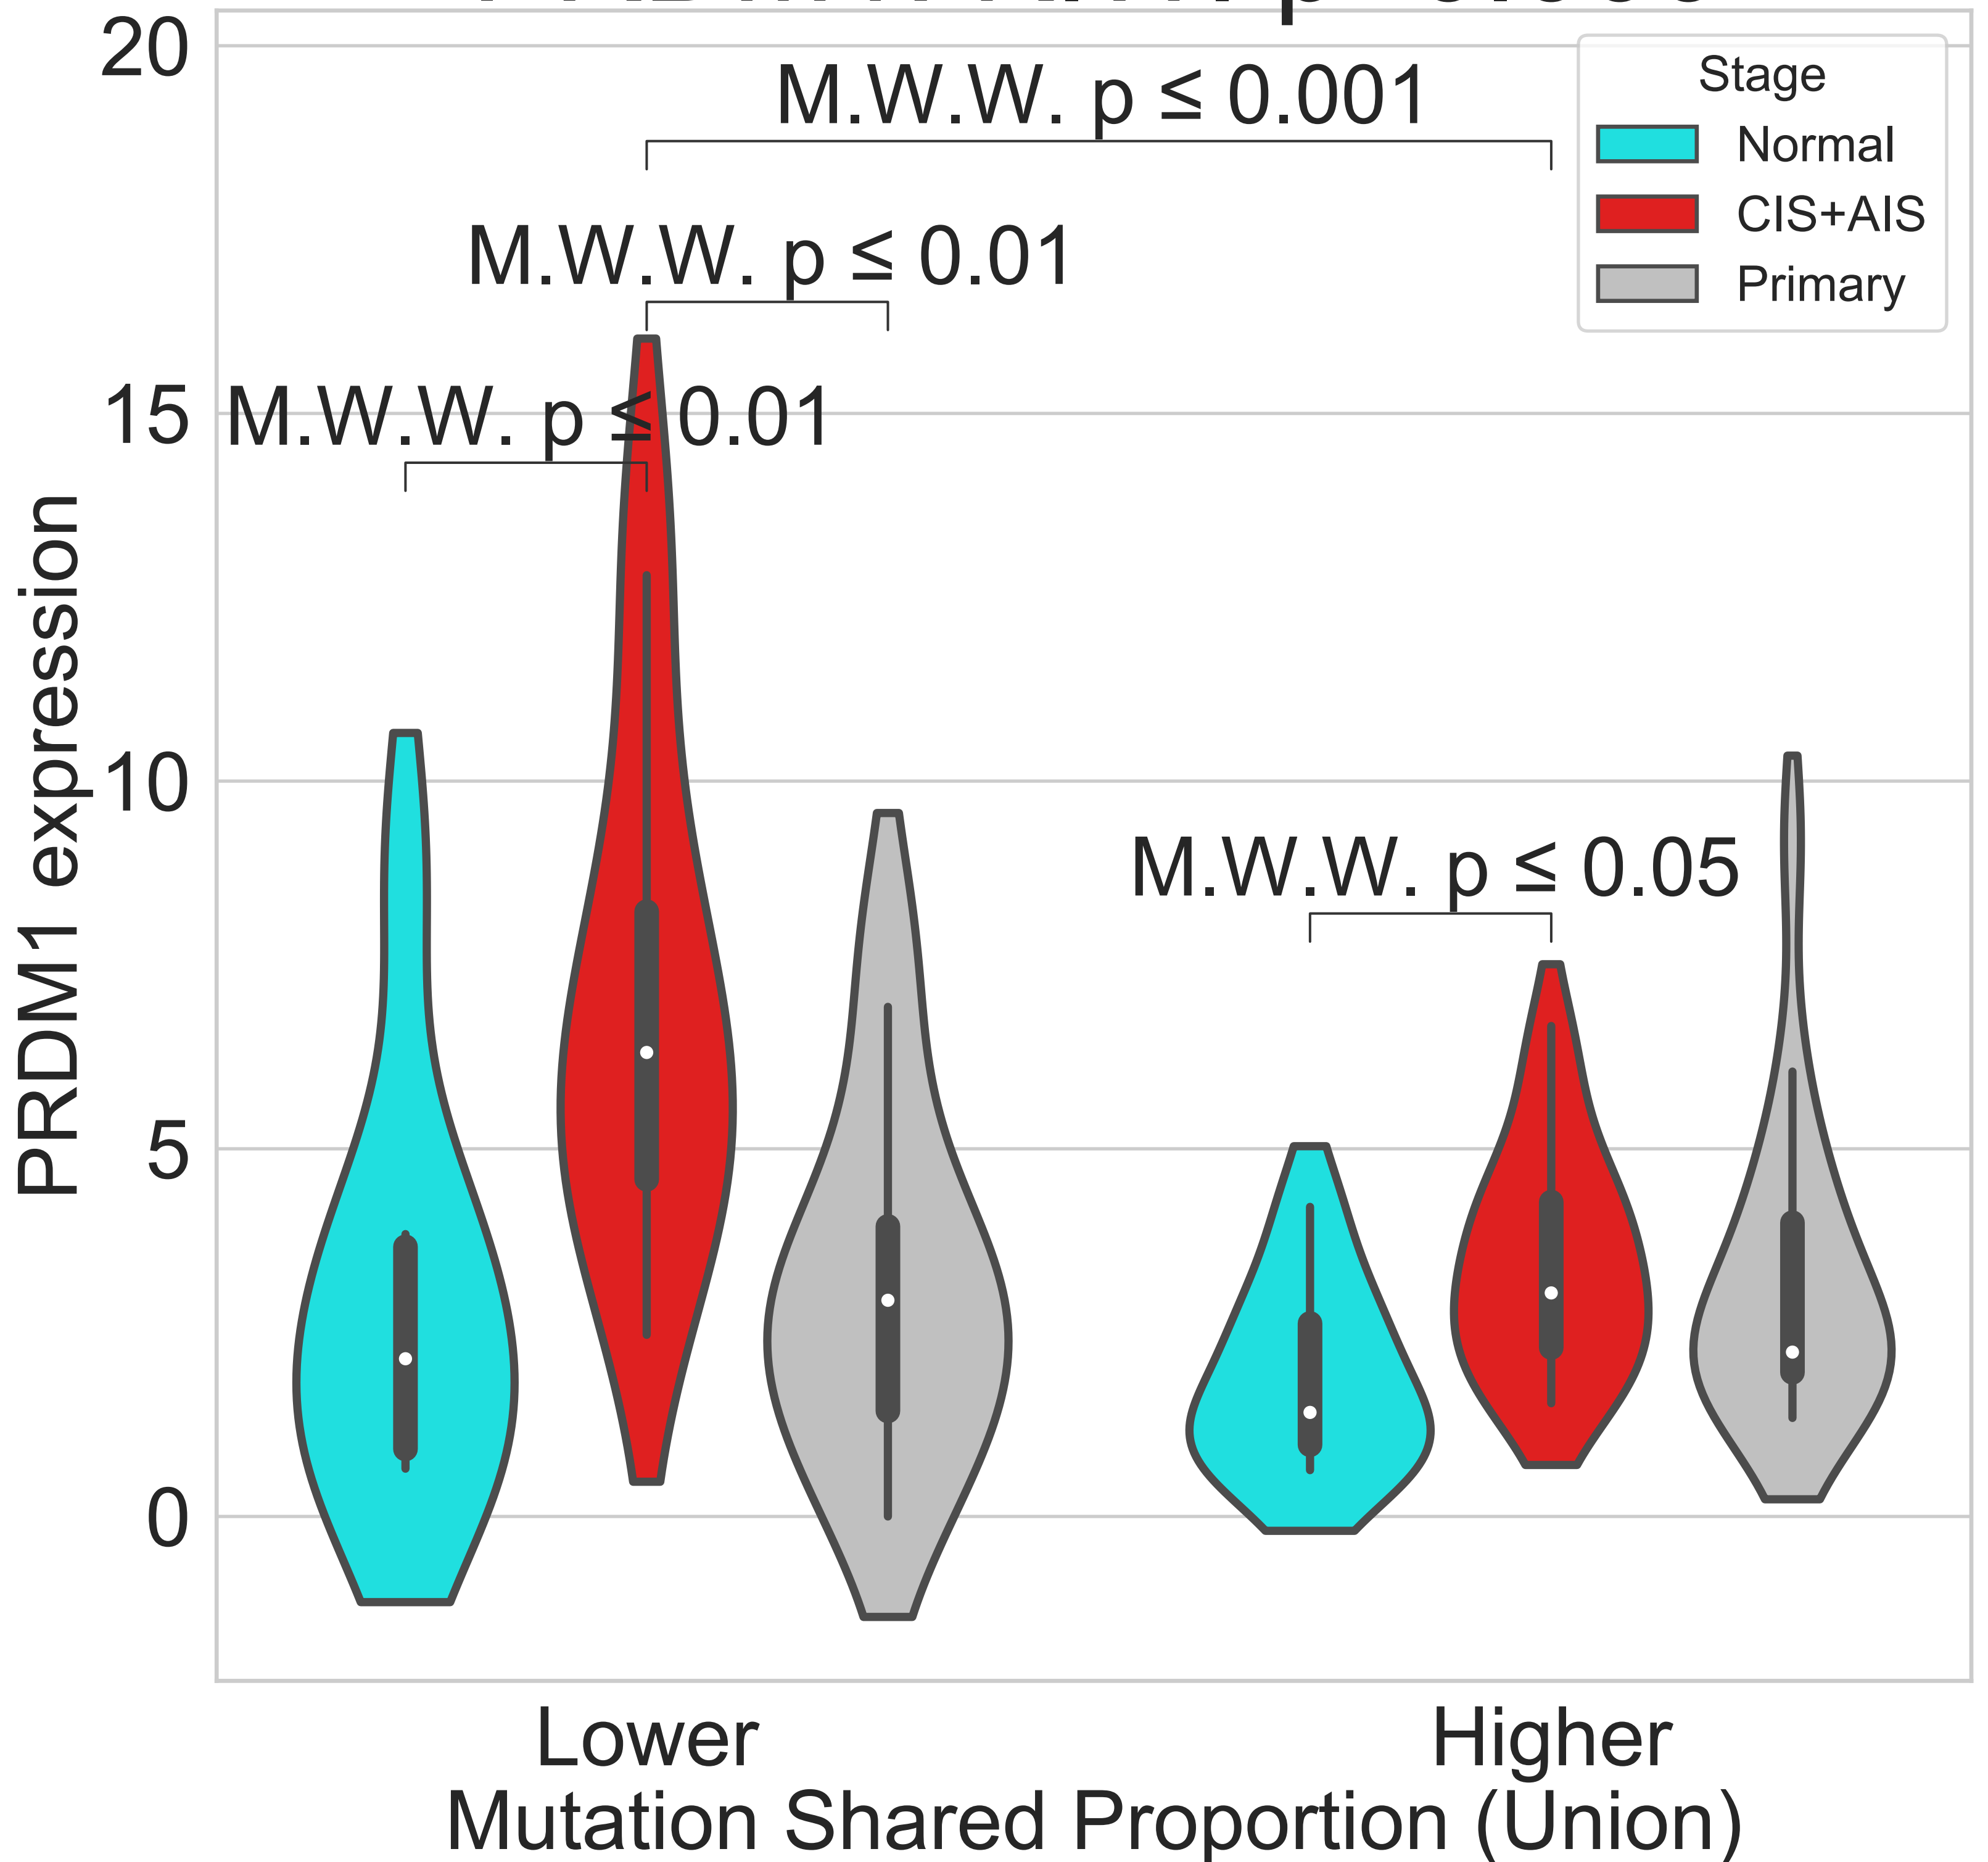 20
M.W.W. p ≤ 0.001
Stage
Normal
CIS+AIS
Primary
M.W.W. p ≤ 0.01
15
M.W.W. p ≤ 0.01
10
M.W.W. p ≤ 0.05
5
0
PRDM1 expression
Lower
Higher
Mutation Shared Proportion (Union)